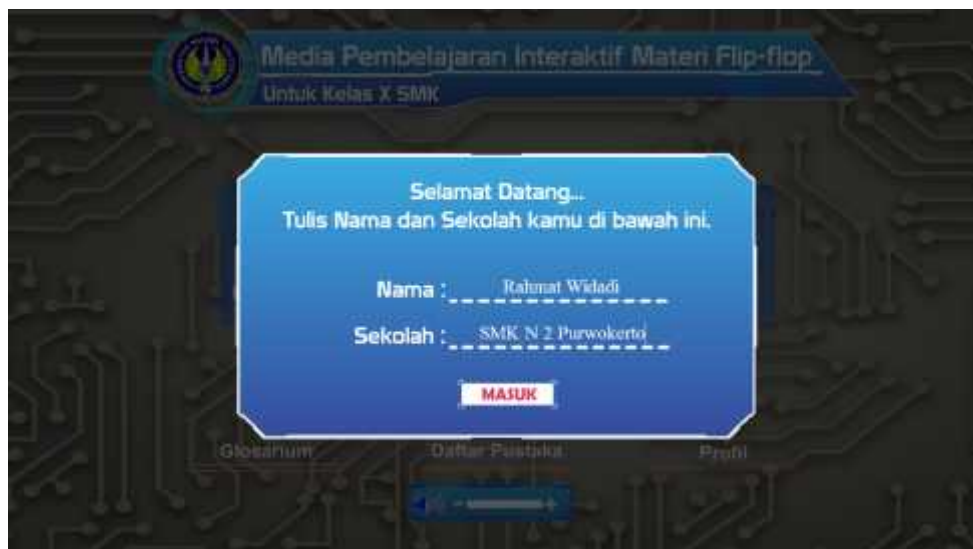 Media Pembelajaran Interaktif Materi Flip-flop
Untuk Kelas X SMK
Selamat Datang...
Tulis Nama dan Sekolah kamu di bawah ini.
Nama : Rahmat Widadi
Sekolah : SMK N 2 Purwokerto
MASUK
Glosarium Daftar Pustaka Profil